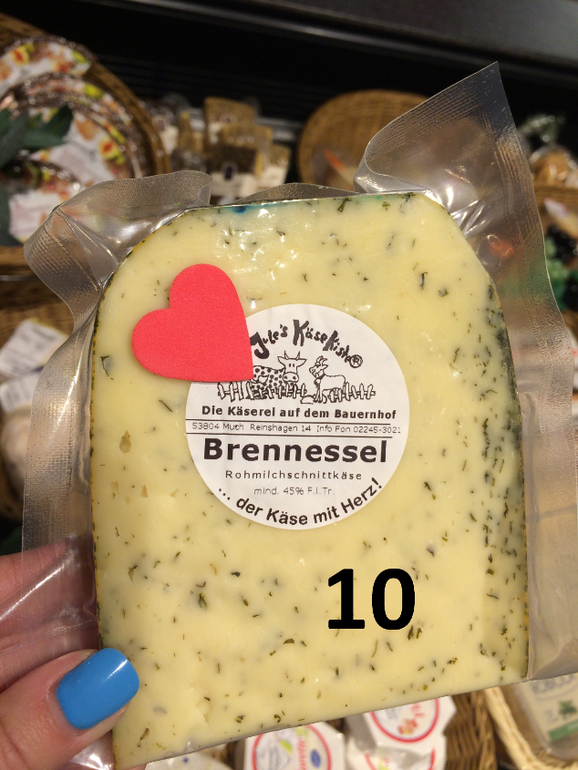 Jule's KäseKiste®
Die Käserei auf dem Bauernhof
53804 Much Reinshagen 14 Info Fon 02245-3021
Brennessel
Rohmilchschnittkäse
mind. 45% F.i.Tr.
... der Käse mit Herz!
10